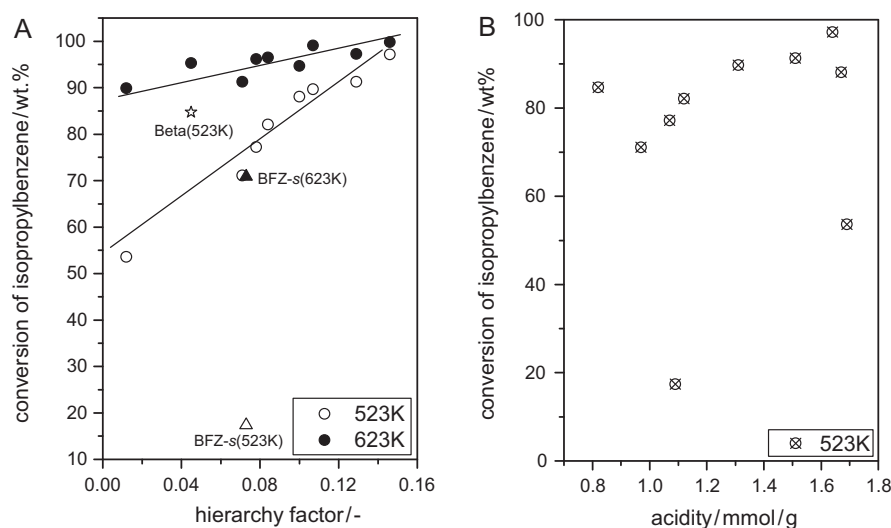 A
conversion of isopropylbenzene/wt.%
100
90
80
70
60
50
40
30
20
10
Beta(523K)
BFZ-s(623K)
BFZ-s(523K)
523K
623K
0.00
0.04
0.08
0.12
0.16
hierarchy factor/-
B
conversion of isopropylbenzene/wt%
100
80
60
40
20
0
523K
0.8
1.0
1.2
1.4
1.6
1.8
acidity/mmol/g